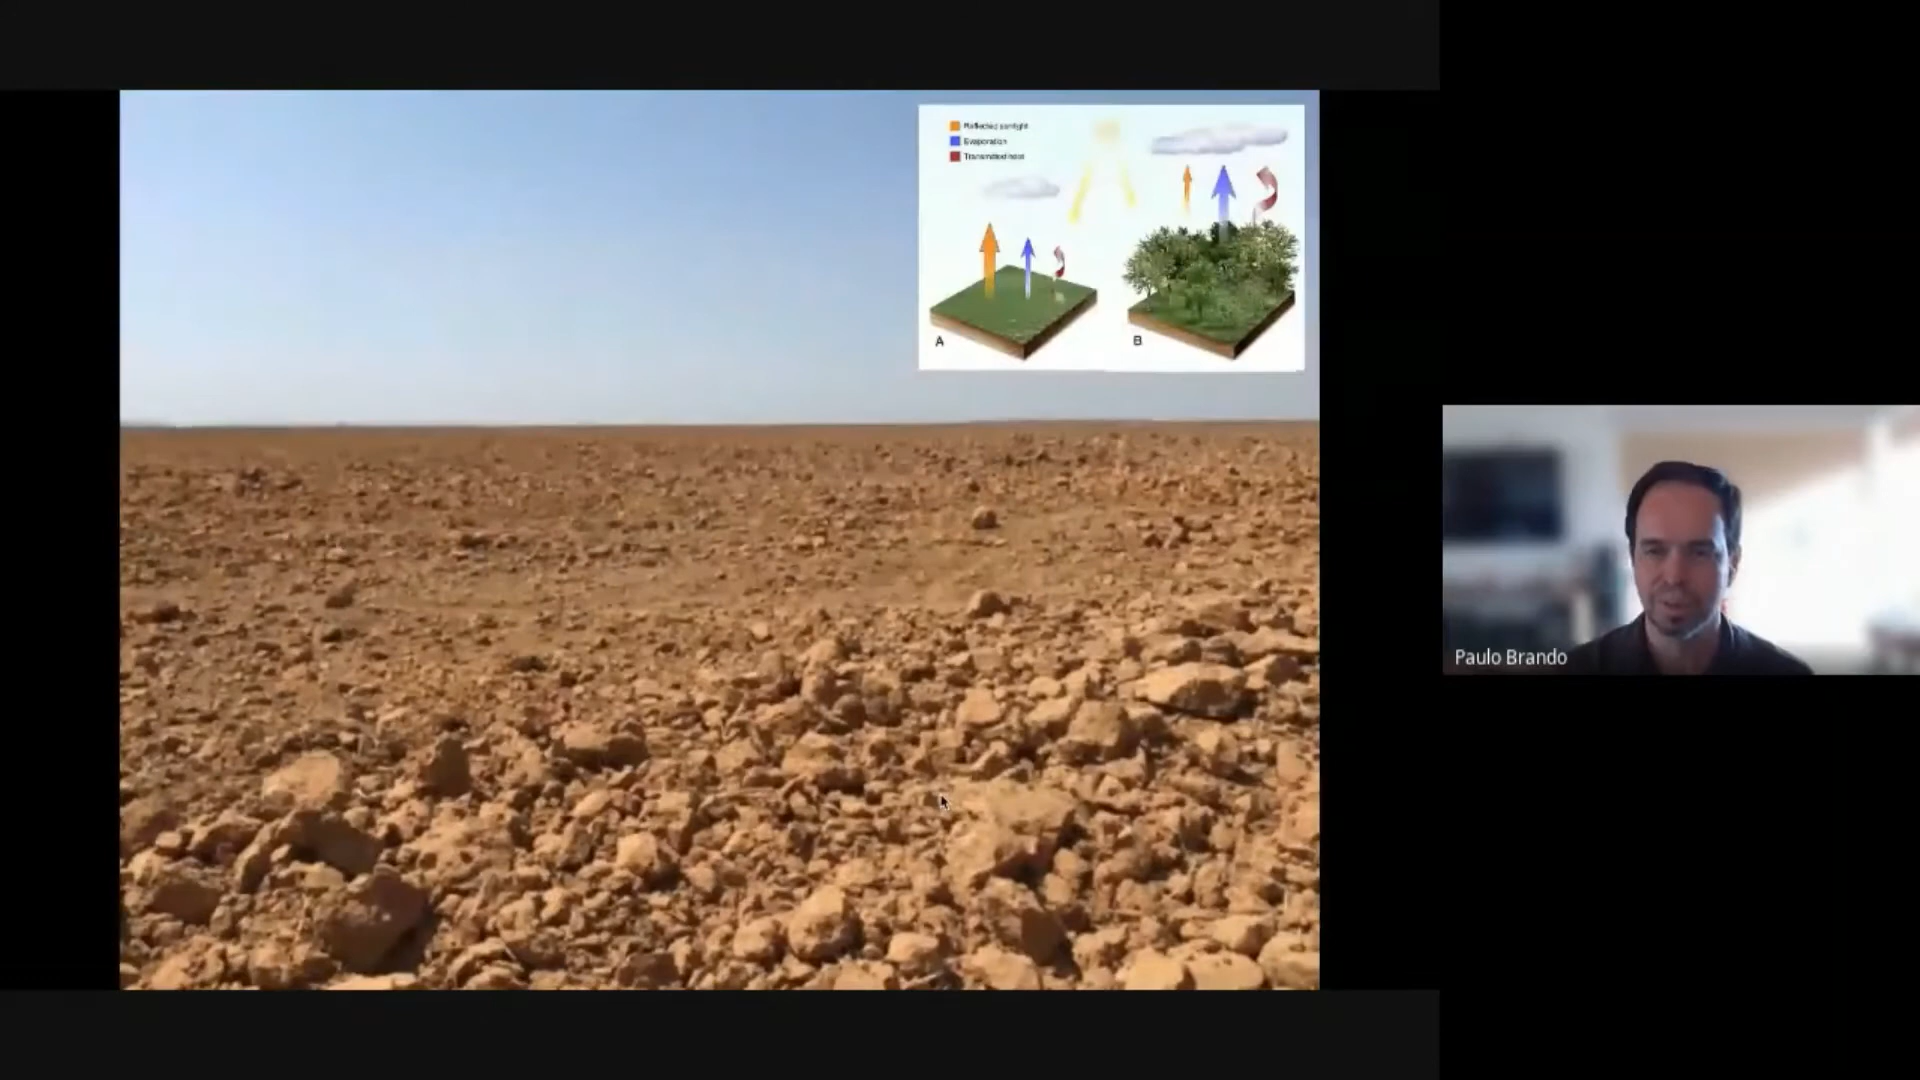 Reflected sunlight
Evaporation
Transmitted heat
A
B
Paulo Brando